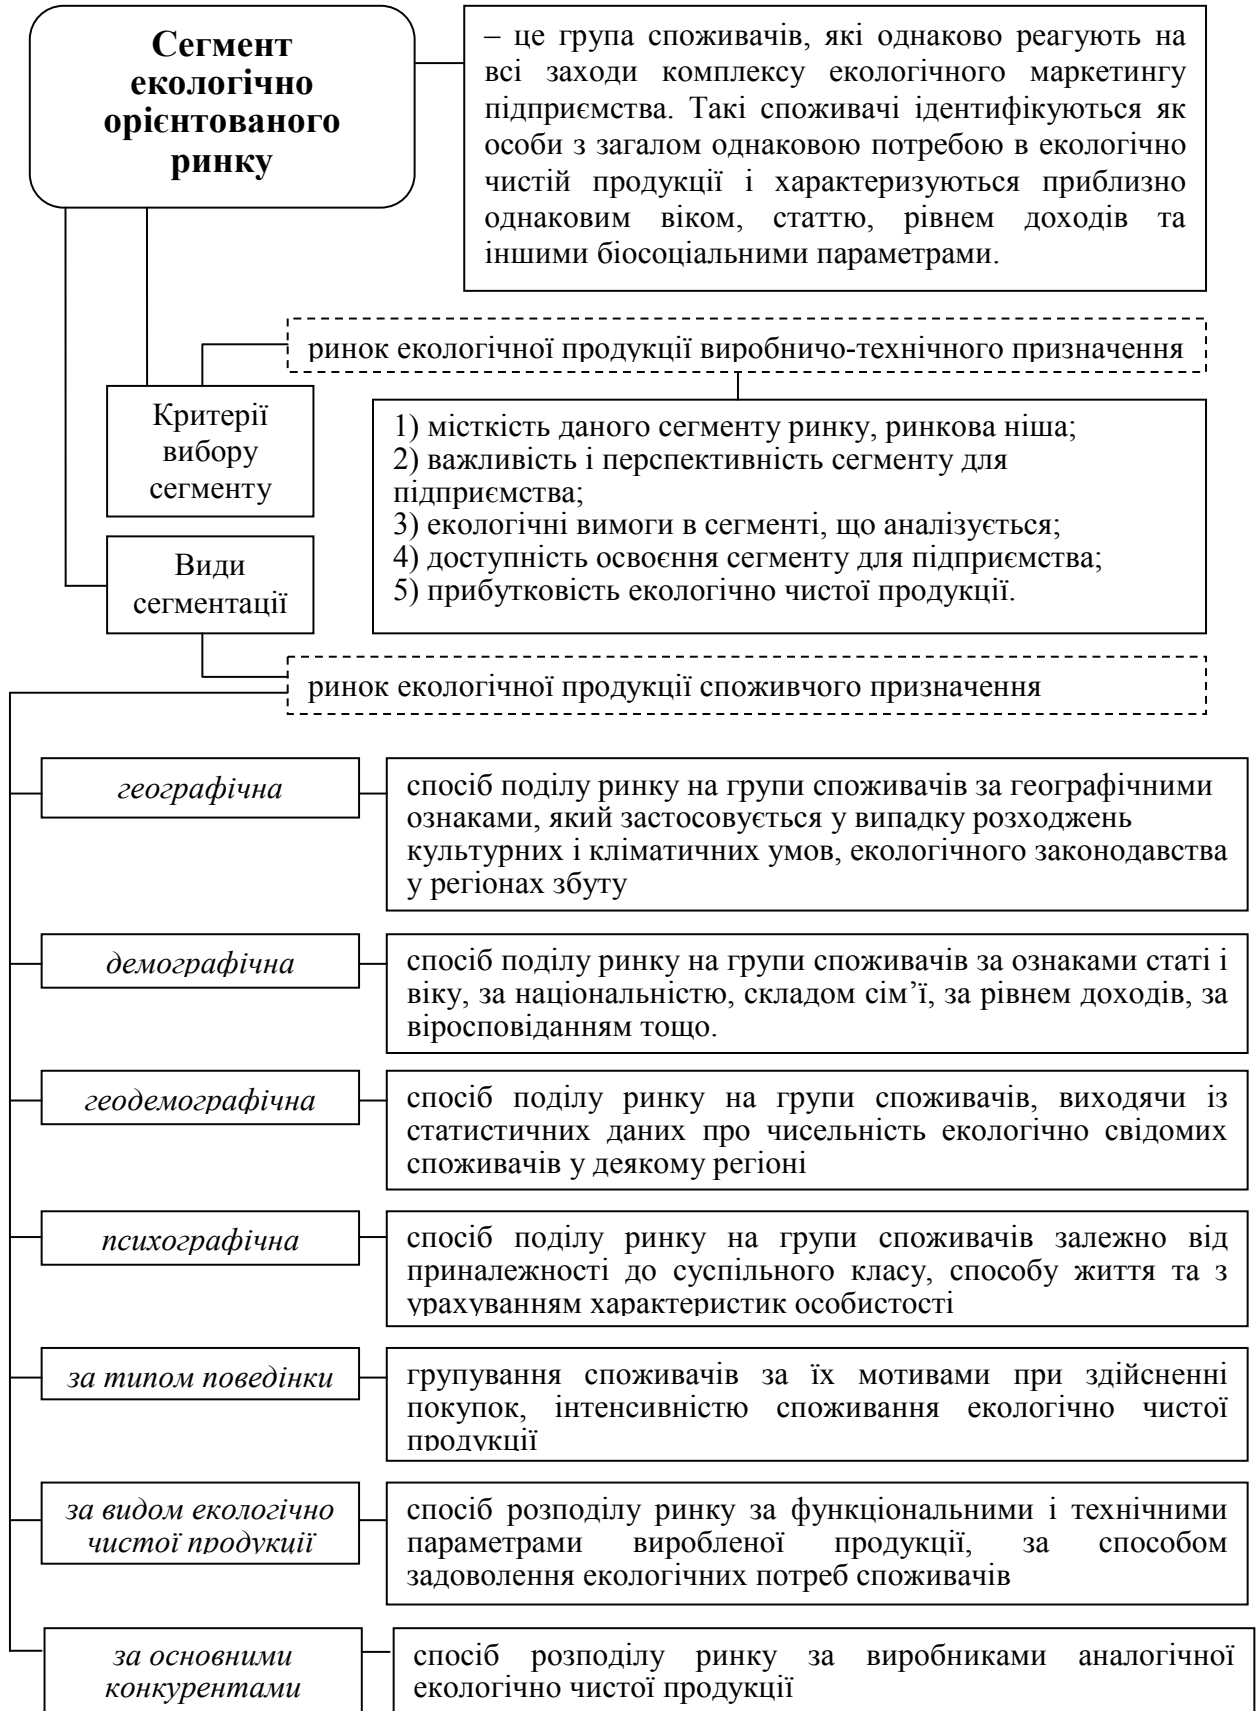 Сегмент
екологічно
орієнтованого
ринку
– це група споживачів, які однаково реагують на
всі заходи комплексу екологічного маркетингу
підприємства. Такі споживачі ідентифікуються як
особи з загалом однаковою потребою в екологічно
чистій продукції і характеризуються приблизно
однаковим віком, статтю, рівнем доходів та
іншими біосоціальними параметрами.
ринок екологічної продукції виробничо-технічного призначення
Критерії
вибору
сегменту
1) місткість даного сегменту ринку, ринкова ніша;
2) важливість і перспективність сегменту для
підприємства;
3) екологічні вимоги в сегменті, що аналізується;
4) доступність освоєння сегменту для підприємства;
5) прибутковість екологічно чистої продукції.
Види
сегментації
ринок екологічної продукції споживчого призначення
географічна
спосіб поділу ринку на групи споживачів за географічними
ознаками, який застосовується у випадку розходжень
культурних і кліматичних умов, екологічного законодавства
у регіонах збуту
демографічна
спосіб поділу ринку на групи споживачів за ознаками статі і
віку, за національністю, складом сім’ї, за рівнем доходів, за
віросповіданням тощо.
геодемографічна
спосіб поділу ринку на групи споживачів, виходячи із
статистичних даних про чисельність екологічно свідомих
споживачів у деякому регіоні
психографічна
спосіб поділу ринку на групи споживачів залежно від
приналежності до суспільного класу, способу життя та з
урахуванням характеристик особистості
за типом поведінки
групування споживачів за їх мотивами при здійсненні
покупок, інтенсивністю споживання екологічно чистої
продукції
за видом екологічно
чистої продукції
спосіб розподілу ринку за функціональними і технічними
параметрами виробленої продукції, за способом
задоволення екологічних потреб споживачів
за основними
конкурентами
спосіб розподілу ринку за виробниками аналогічної
екологічно чистої продукції